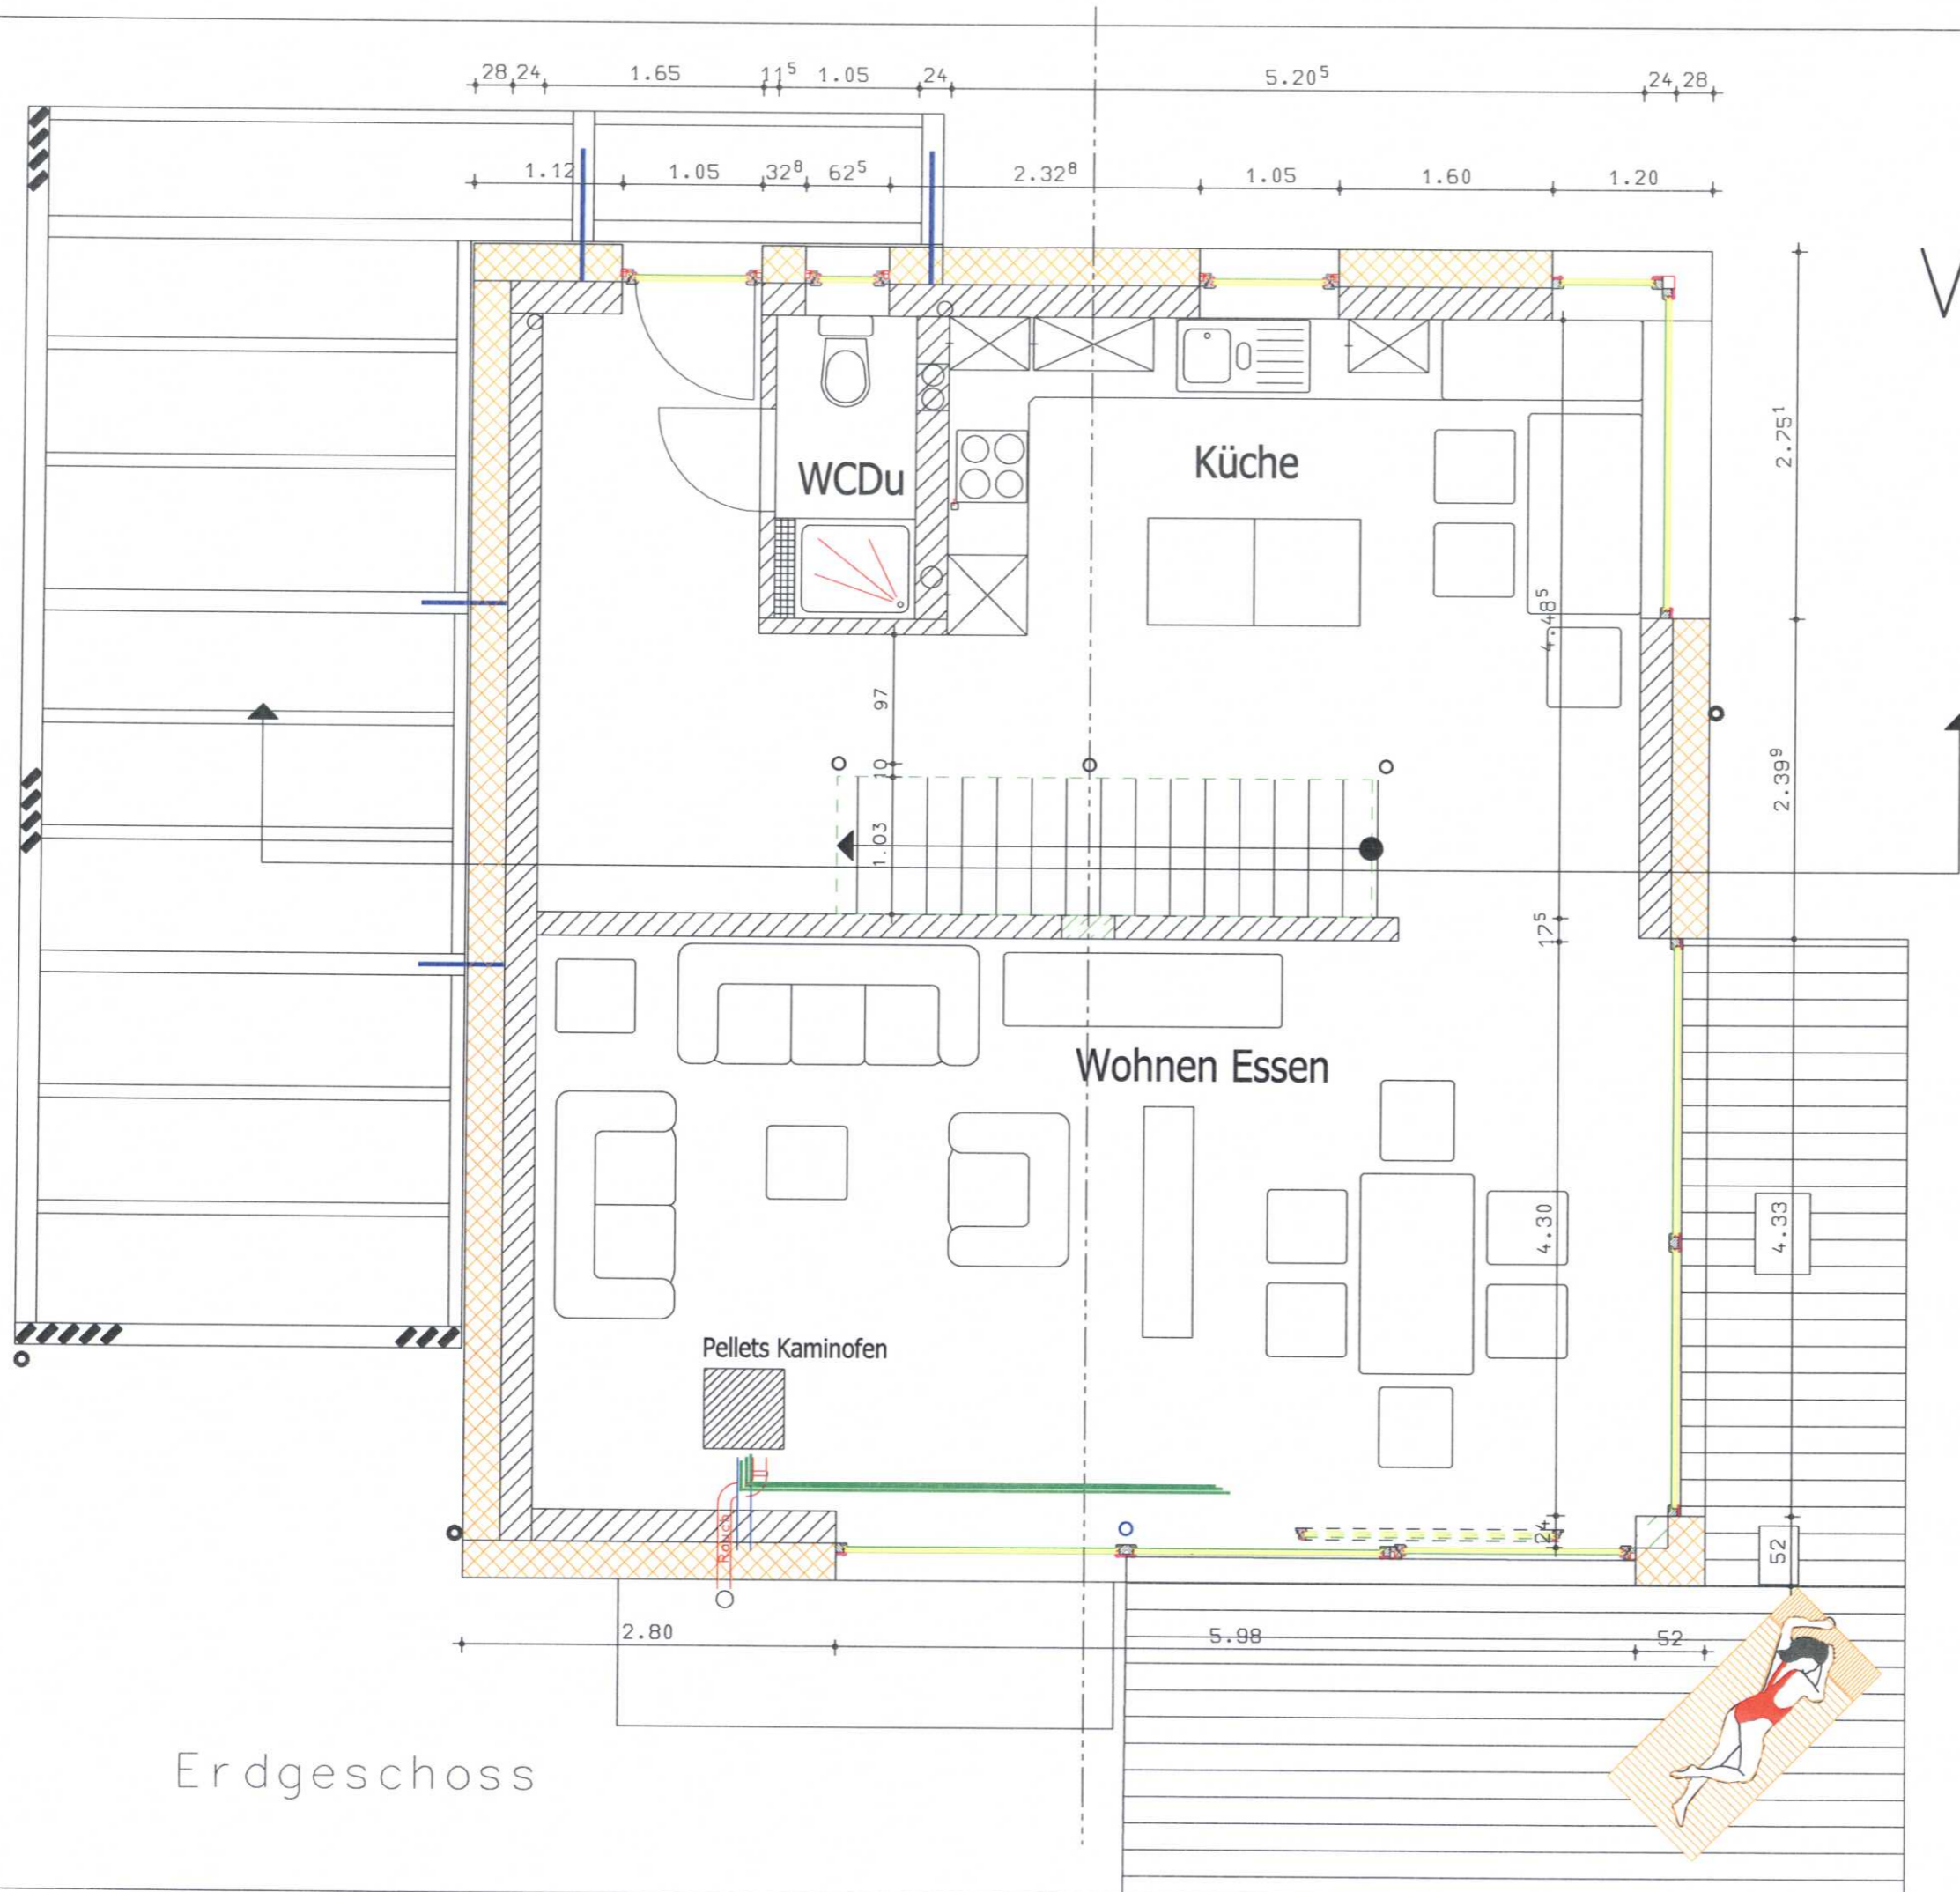 28 24 1.65 11⁵ 1.05 24 5.20⁵ 24 28
1.12 1.05 32⁸ 62⁵ 2.32⁸ 1.05 1.60 1.20
2.75¹
Küche
WCDu
4.48⁵
97
10
1.03
2.39⁹
17⁵
Wohnen Essen
4.30
4.33
Pellets Kaminofen
Rauch
24
52
2.80 5.98 52
Erdgeschoss